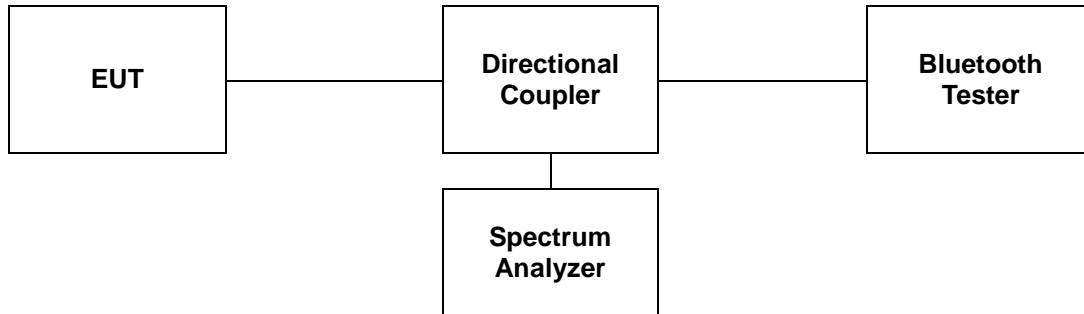 EUT
Directional
Coupler
Bluetooth
Tester
Spectrum
Analyzer